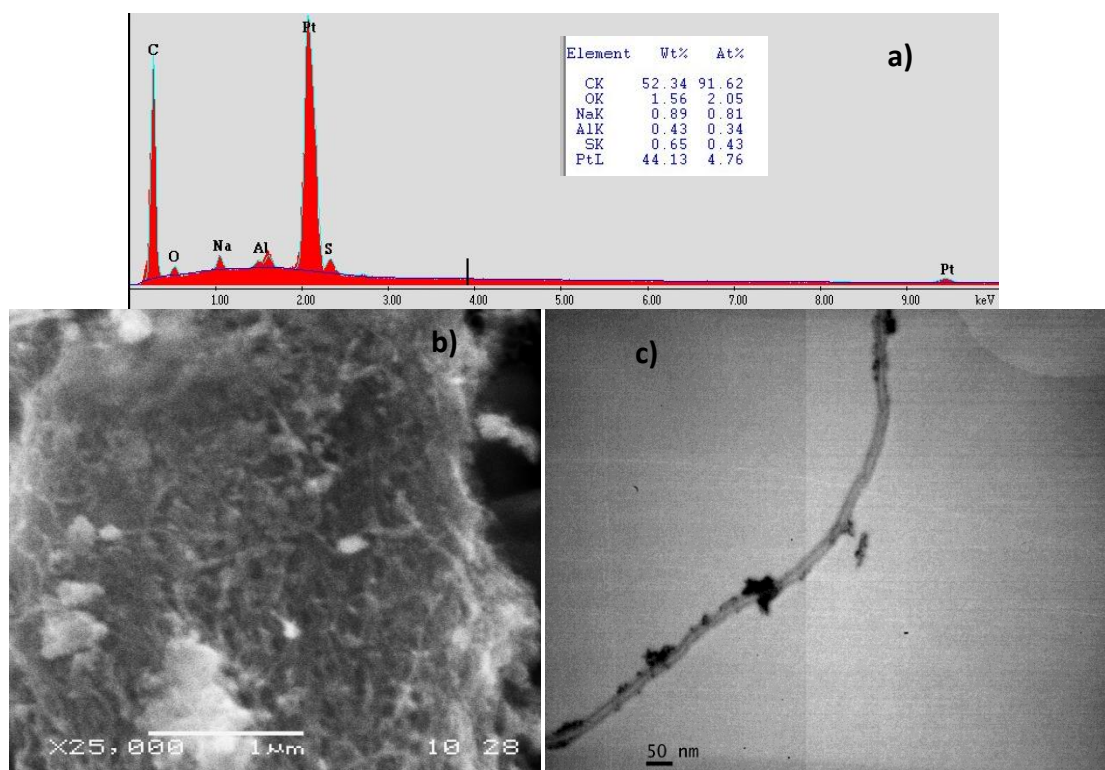 C
Pt
a)
Element Wt% At%
CK 52.34 91.62
OK 1.56 2.05
NaK 0.89 0.81
AlK 0.43 0.34
SK 0.65 0.43
PtL 44.13 4.76
O
Na
Al
S
Pt
1.00 2.00 3.00 4.00 5.00 6.00 7.00 8.00 9.00 keV
b)
c)
X25,000 1μm 10 28
50 nm